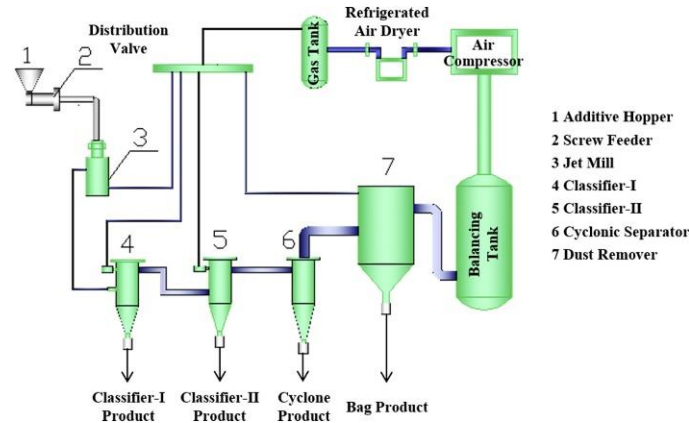 Distribution
Valve
Refrigerated
Air Dryer
Gas Tank
Air
Compressor
1
2
3
4
5
6
7
Balancing
Tank
1 Additive Hopper
2 Screw Feeder
3 Jet Mill
4 Classifier-I
5 Classifier-II
6 Cyclonic Separator
7 Dust Remover
Classifier-I
Product
Classifier-II
Product
Cyclone
Product
Bag Product